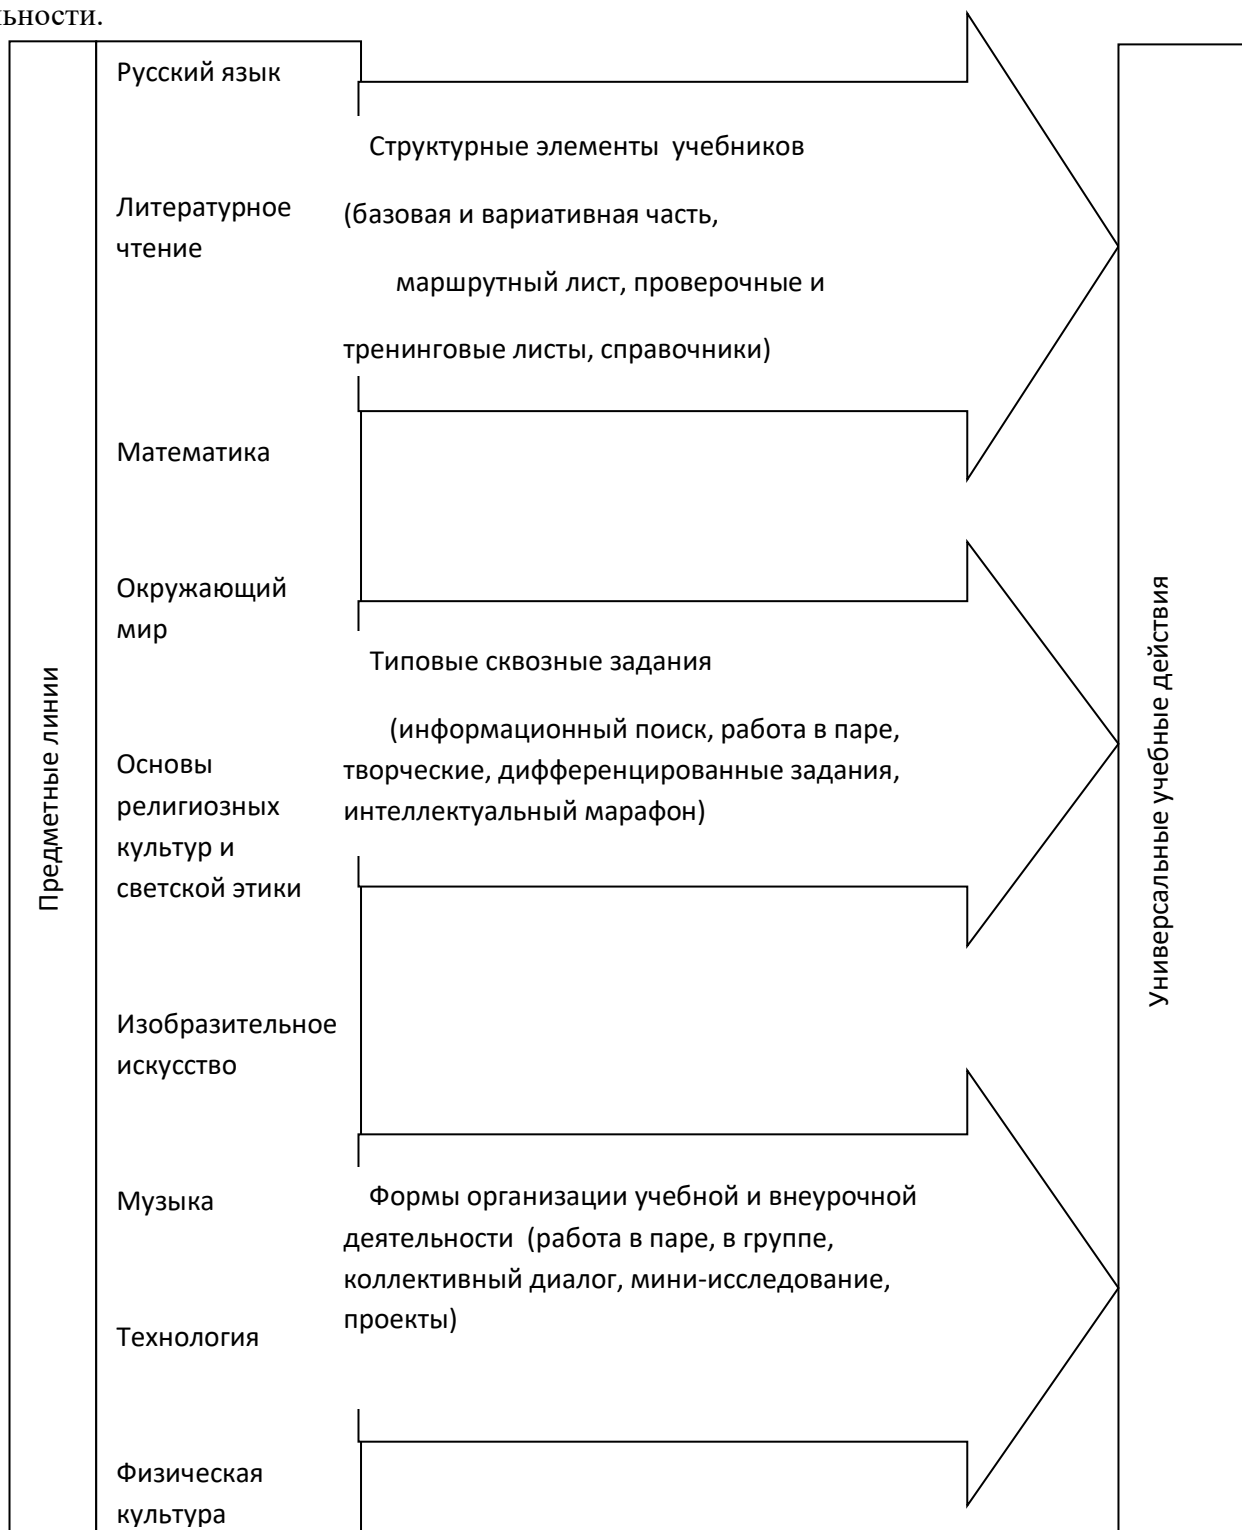 льности.
Предметные линии
Русский язык
Литературное
чтение
Математика
Окружающий
мир
Основы
религиозных
культур и
светской этики
Изобразительное
искусство
Музыка
Технология
Физическая
культура
Структурные элементы учебников
(базовая и вариативная часть,
маршрутный лист, проверочные и
тренинговые листы, справочники)
Типовые сквозные задания
(информационный поиск, работа в паре,
творческие, дифференцированные задания,
интеллектуальный марафон)
Формы организации учебной и внеурочной
деятельности (работа в паре, в группе,
коллективный диалог, мини-исследование,
проекты)
Универсальные учебные действия